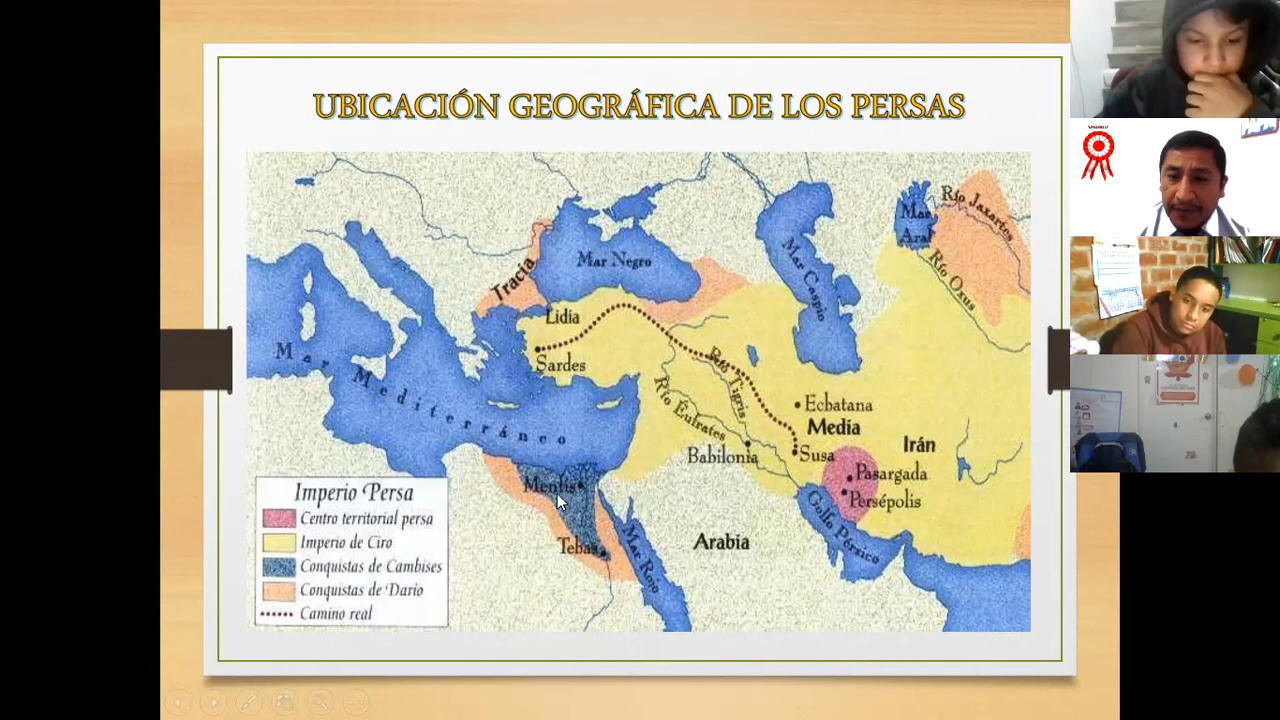 UBICACIÓN GEOGRÁFICA DE LOS PERSAS
Río Jaxartes
Mar
Aral
Río Oxus
Mar Negro
Mar Caspio
Tracia
Lidia
Sardes
Mar Mediterráneo
Río Tigris
Río Eufrates
Ecbatana
Media
Irán
Babilonia
Susa
Pasargada
Persépolis
Golfo Pérsico
Menfis
Tebas
Mar Rojo
Arabia
Imperio Persa
Centro territorial persa
Imperio de Ciro
Conquistas de Cambises
Conquistas de Darío
Camino real